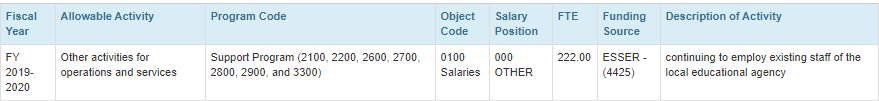 Fiscal Year | Allowable Activity | Program Code | Object Code | Salary Position | FTE | Funding Source | Description of Activity
FY 2019-2020 | Other activities for operations and services | Support Program (2100, 2200, 2600, 2700, 2800, 2900, and 3300) | 0100 Salaries | 000 OTHER | 222.00 | ESSER - (4425) | continuing to employ existing staff of the local educational agency